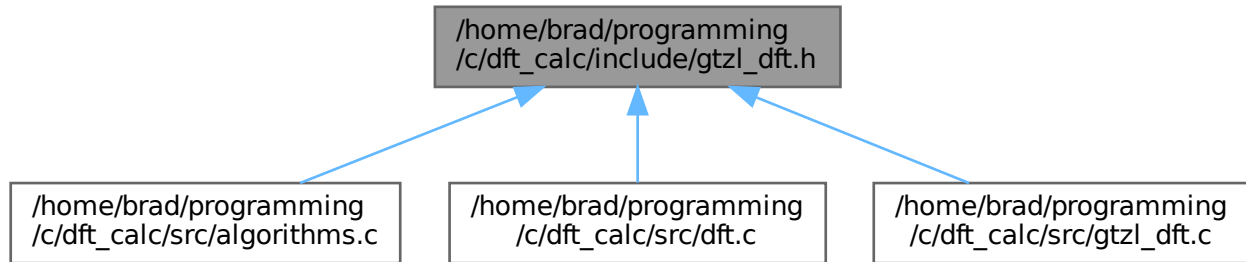 /home/brad/programming
/c/dft_calc/include/gtzl_dft.h
/home/brad/programming
/c/dft_calc/src/algorithms.c
/home/brad/programming
/c/dft_calc/src/dft.c
/home/brad/programming
/c/dft_calc/src/gtzl_dft.c